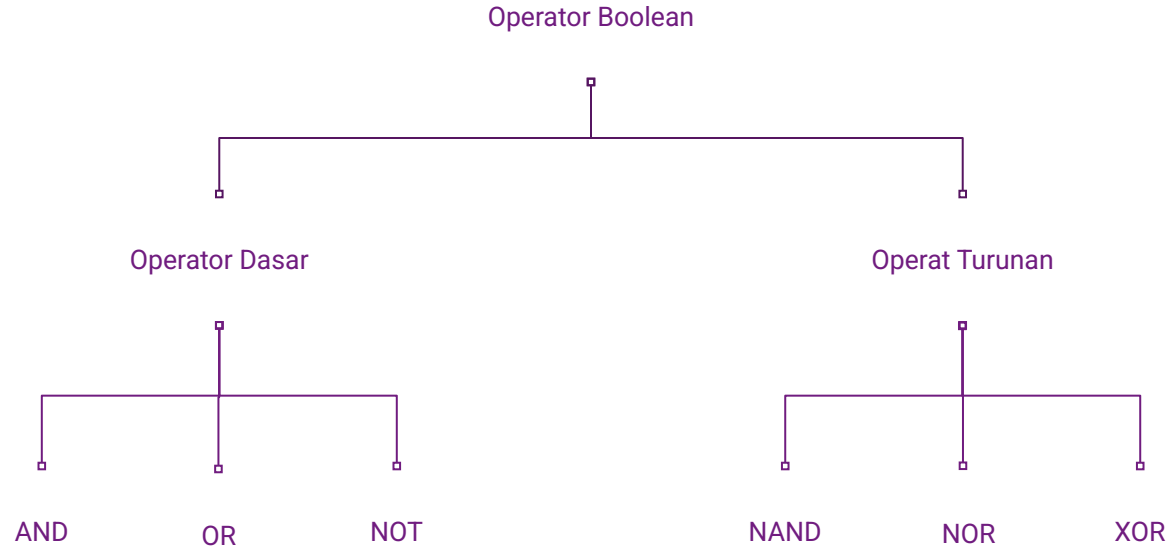 Operator Boolean
Operator Dasar
Operat Turunan
AND
OR
NOT
NAND
NOR
XOR